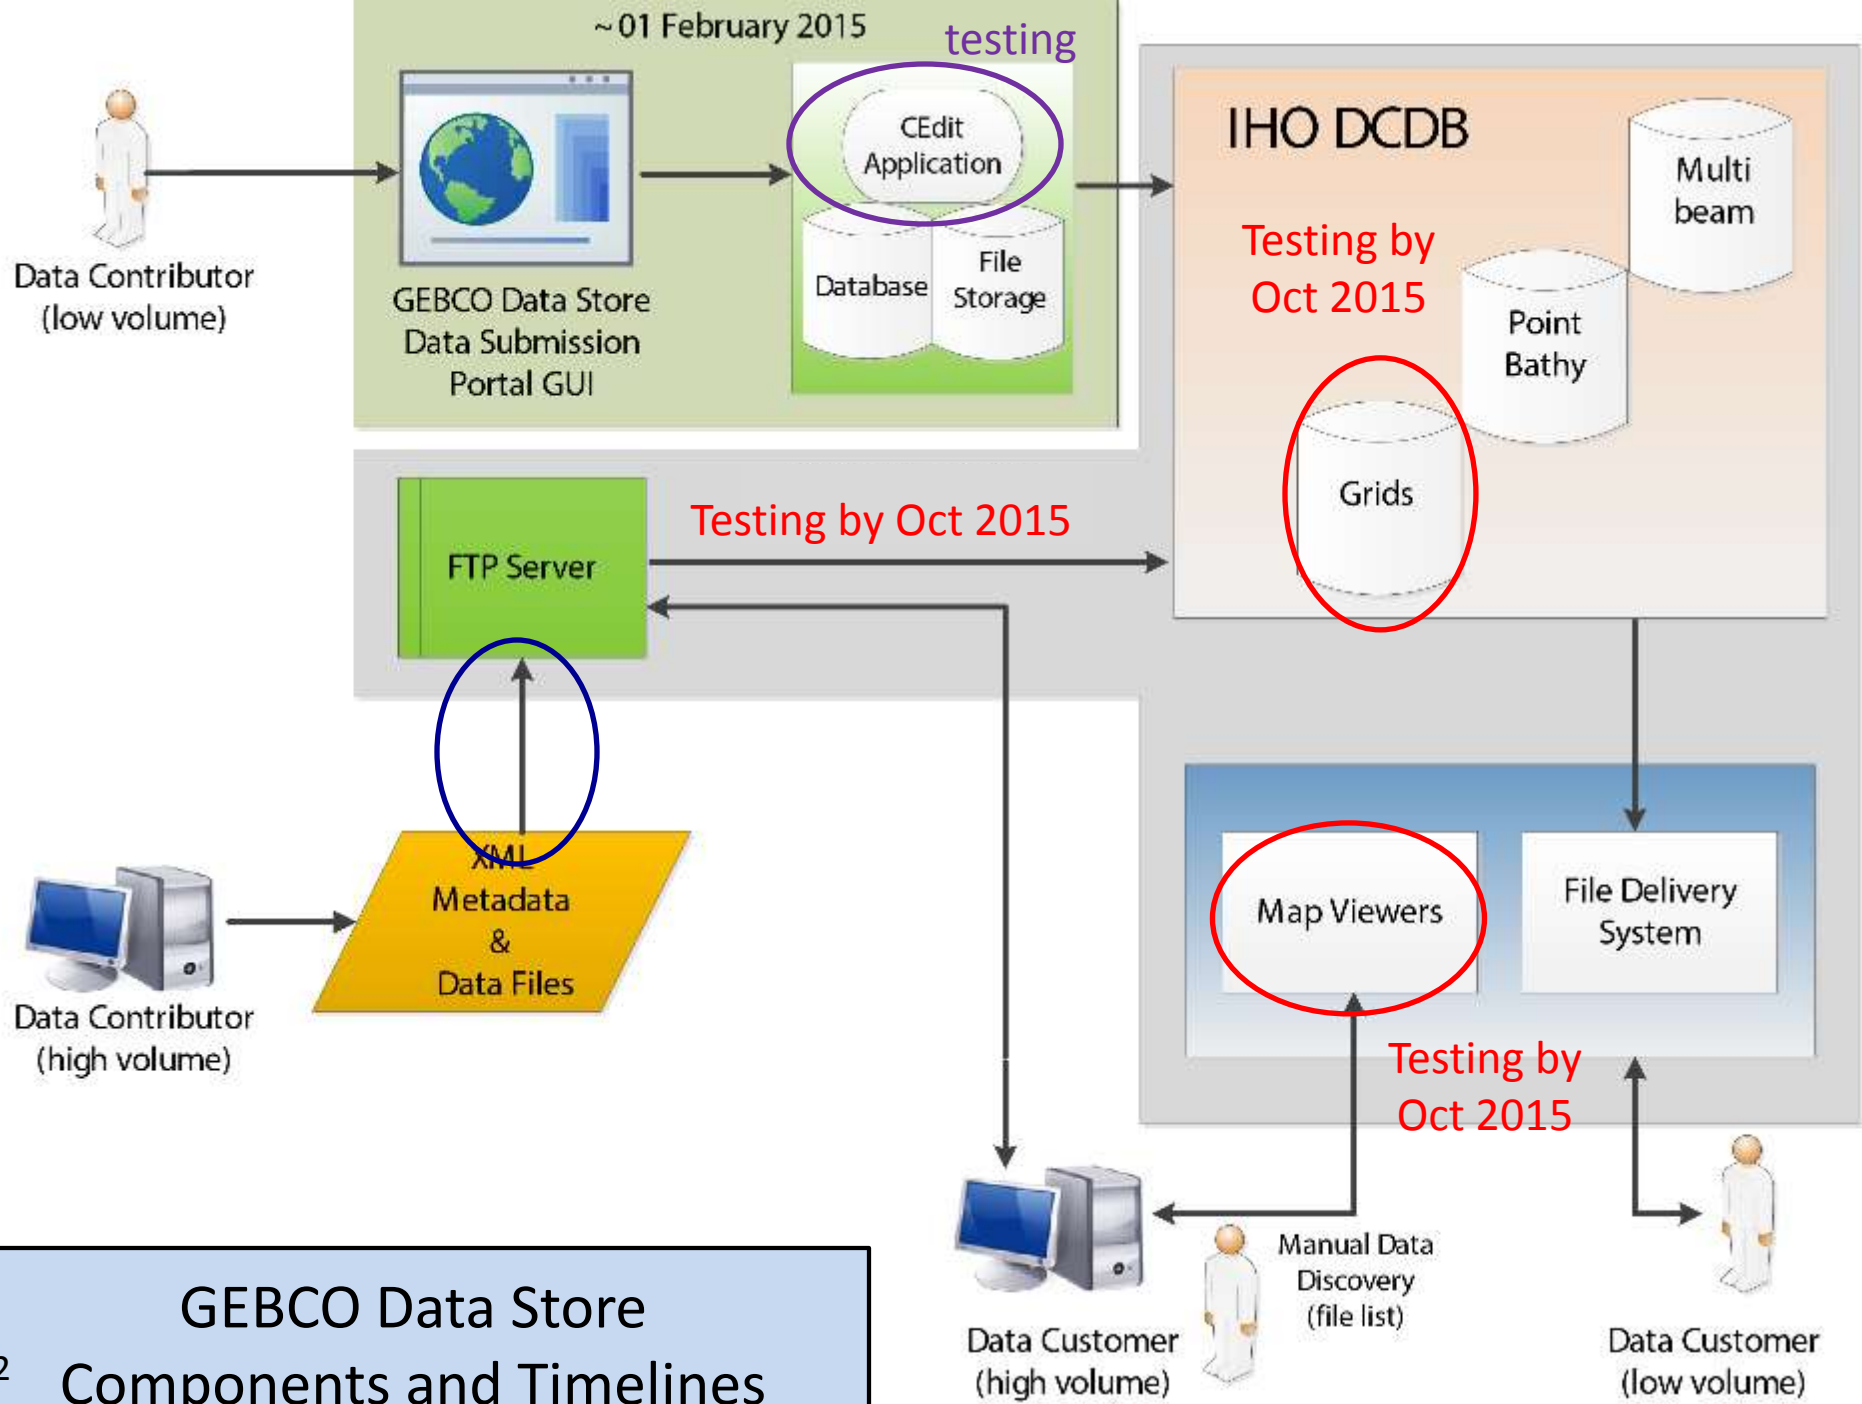 ~01 February 2015
testing
CEdit
Application
Database
File
Storage
Data Contributor
(low volume)
GEBCO Data Store
Data Submission
Portal GUI
IHO DCDB
Multi
beam
Testing by
Oct 2015
Point
Bathy
Grids
FTP Server
Testing by Oct 2015
XML
Metadata
&
Data Files
Data Contributor
(high volume)
Map Viewers
File Delivery
System
Testing by
Oct 2015
Manual Data
Discovery
(file list)
Data Customer
(high volume)
Data Customer
(low volume)
GEBCO Data Store
2
Components and Timelines